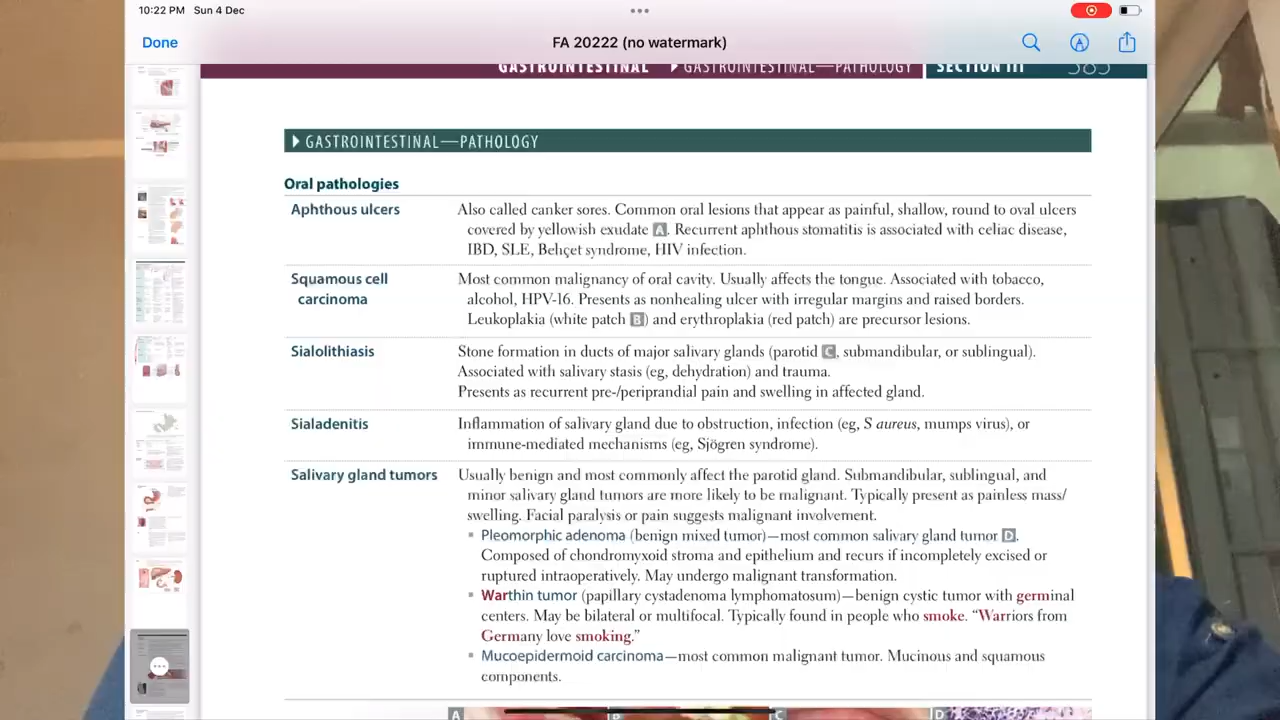 10:22 PM Sun 4 Dec
Done
FA 20222 (no watermark)
GASTROINTESTINAL ▶ GASTROINTESTINAL—PATHOLOGY SECTION III 383
▶ GASTROINTESTINAL—PATHOLOGY
Oral pathologies
Aphthous ulcers
Also called canker sores. Common oral lesions that appear as painful, shallow, round to oval ulcers
covered by yellowish exudate A. Recurrent aphthous stomatitis is associated with celiac disease,
IBD, SLE, Behçet syndrome, HIV infection.
Squamous cell
carcinoma
Most common malignancy of oral cavity. Usually affects the tongue. Associated with tobacco,
alcohol, HPV-16. Presents as nonhealing ulcer with irregular margins and raised borders.
Leukoplakia (white patch B) and erythroplakia (red patch) are precursor lesions.
Sialolithiasis
Stone formation in ducts of major salivary glands (parotid C, submandibular, or sublingual).
Associated with salivary stasis (eg, dehydration) and trauma.
Presents as recurrent pre-/periprandial pain and swelling in affected gland.
Sialadenitis
Inflammation of salivary gland due to obstruction, infection (eg, S aureus, mumps virus), or
immune-mediated mechanisms (eg, Sjögren syndrome).
Salivary gland tumors
Usually benign and most commonly affect the parotid gland. Submandibular, sublingual, and
minor salivary gland tumors are more likely to be malignant. Typically present as painless mass/
swelling. Facial paralysis or pain suggests malignant involvement.
▪ Pleomorphic adenoma (benign mixed tumor)—most common salivary gland tumor D.
Composed of chondromyxoid stroma and epithelium and recurs if incompletely excised or
ruptured intraoperatively. May undergo malignant transformation.
▪ Warthin tumor (papillary cystadenoma lymphomatosum)—benign cystic tumor with germinal
centers. May be bilateral or multifocal. Typically found in people who smoke. “Warriors from
Germany love smoking.”
▪ Mucoepidermoid carcinoma—most common malignant tumor. Mucinous and squamous
components.
A B C D